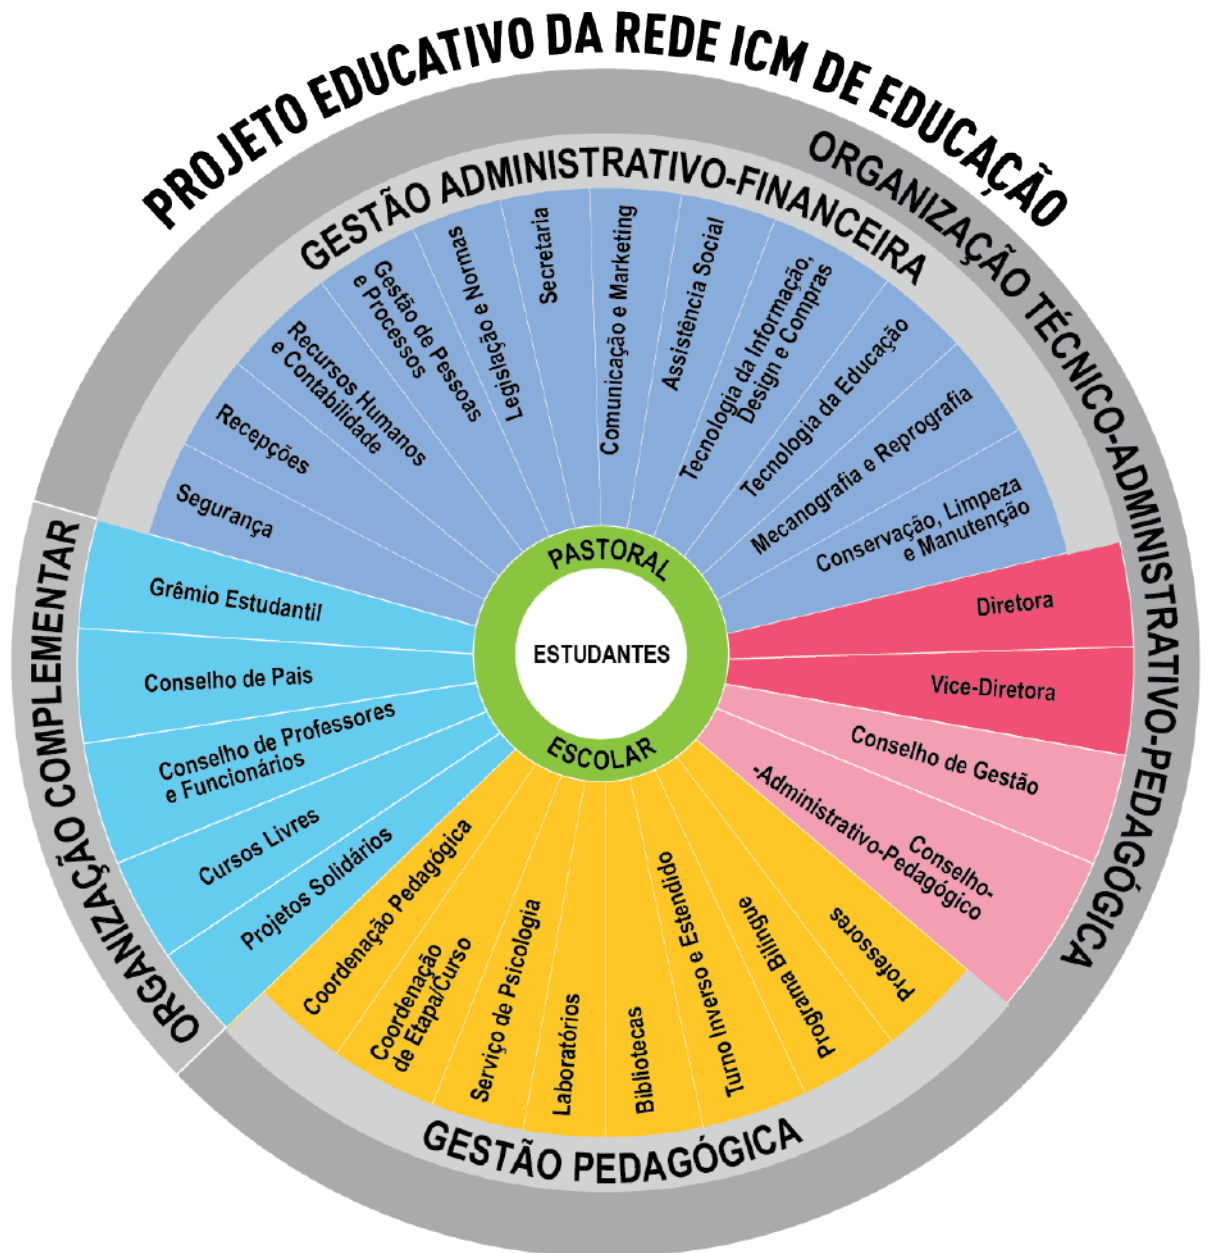 PROJETO EDUCATIVO DA REDE ICM DE EDUCAÇÃO
ORGANIZAÇÃO TÉCNICO-ADMINISTRATIVO-PEDAGÓGICA
GESTÃO ADMINISTRATIVO-FINANCEIRA
Segurança
Recepções
Recursos Humanos
e Contabilidade
Gestão de Pessoas
e Processos
Legislação e Normas
Secretaria
Comunicação e Marketing
Assistência Social
Tecnologia da Informação,
Design e Compras
Tecnologia da Educação
Mecanografia e Reprografia
Conservação, Limpeza
e Manutenção
Diretora
Vice-Diretora
Conselho de Gestão
Conselho-
-Administrativo-Pedagógico
Professores
Programa Bilíngue
Turno Inverso e Estendido
Bibliotecas
Laboratórios
Serviço de Psicologia
Coordenação
de Etapa/Curso
Coordenação Pedagógica
GESTÃO PEDAGÓGICA
Projetos Solidários
Cursos Livres
Conselho de Professores
e Funcionários
Conselho de Pais
Grêmio Estudantil
ORGANIZAÇÃO COMPLEMENTAR
PASTORAL
ESTUDANTES
ESCOLAR